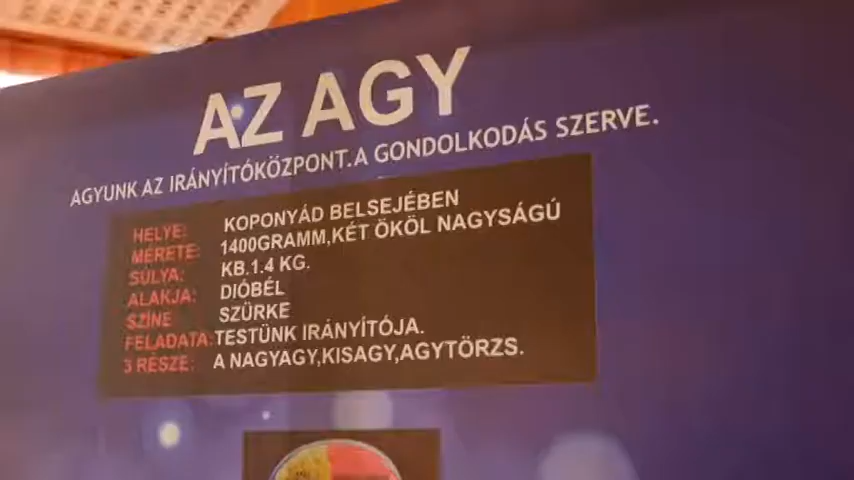 AZ AGY
AGYUNK AZ IRÁNYÍTÓKÖZPONT.A GONDOLKODÁS SZERVE.
HELYE: KOPONYÁD BELSEJÉBEN
MÉRETE: 1400GRAMM,KÉT ÖKÖL NAGYSÁGÚ
SÚLYA: KB.1.4 KG.
ALAKJA: DIÓBÉL
SZÍNE SZÜRKE
FELADATA: TESTÜNK IRÁNYÍTÓJA.
3 RÉSZE: A NAGYAGY,KISAGY,AGYTÖRZS.